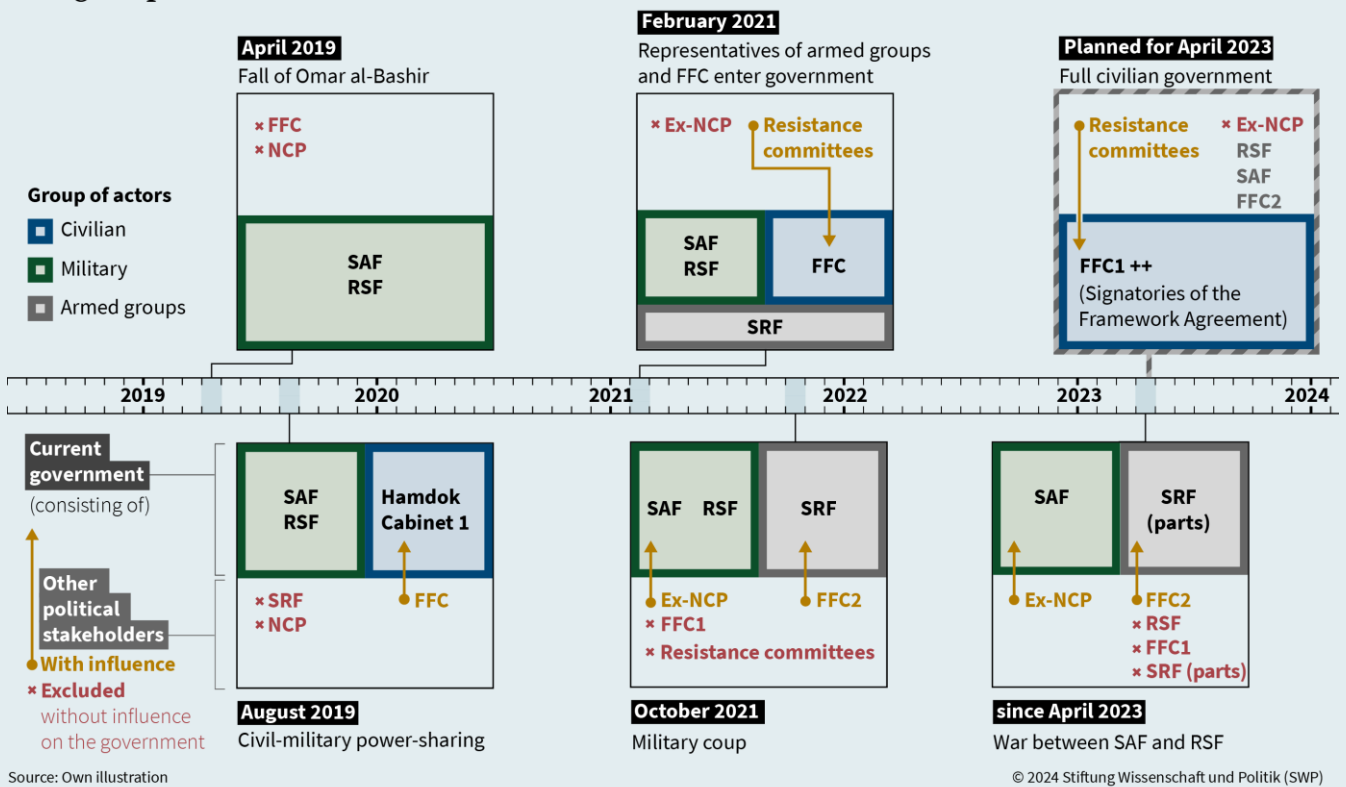 April 2019
Fall of Omar al-Bashir
× FFC
× NCP
SAF
RSF
February 2021
Representatives of armed groups
and FFC enter government
× Ex-NCP
Resistance
committees
SAF
RSF
FFC
SRF
Planned for April 2023
Full civilian government
Resistance
committees
× Ex-NCP
RSF
SAF
FFC2
FFC1 ++
(Signatories of the
Framework Agreement)
Group of actors
Civilian
Military
Armed groups
2019
2020
2021
2022
2023
2024
Current
government
(consisting of)
Other
political
stakeholders
With influence
× Excluded
without influence
on the government
SAF
RSF
Hamdok
Cabinet 1
× SRF
× NCP
FFC
August 2019
Civil-military power-sharing
SAF RSF
SRF
Ex-NCP
× FFC1
× Resistance committees
FFC2
October 2021
Military coup
SAF
SRF
(parts)
Ex-NCP
FFC2
× RSF
× FFC1
× SRF (parts)
since April 2023
War between SAF and RSF
Source: Own illustration
© 2024 Stiftung Wissenschaft und Politik (SWP)